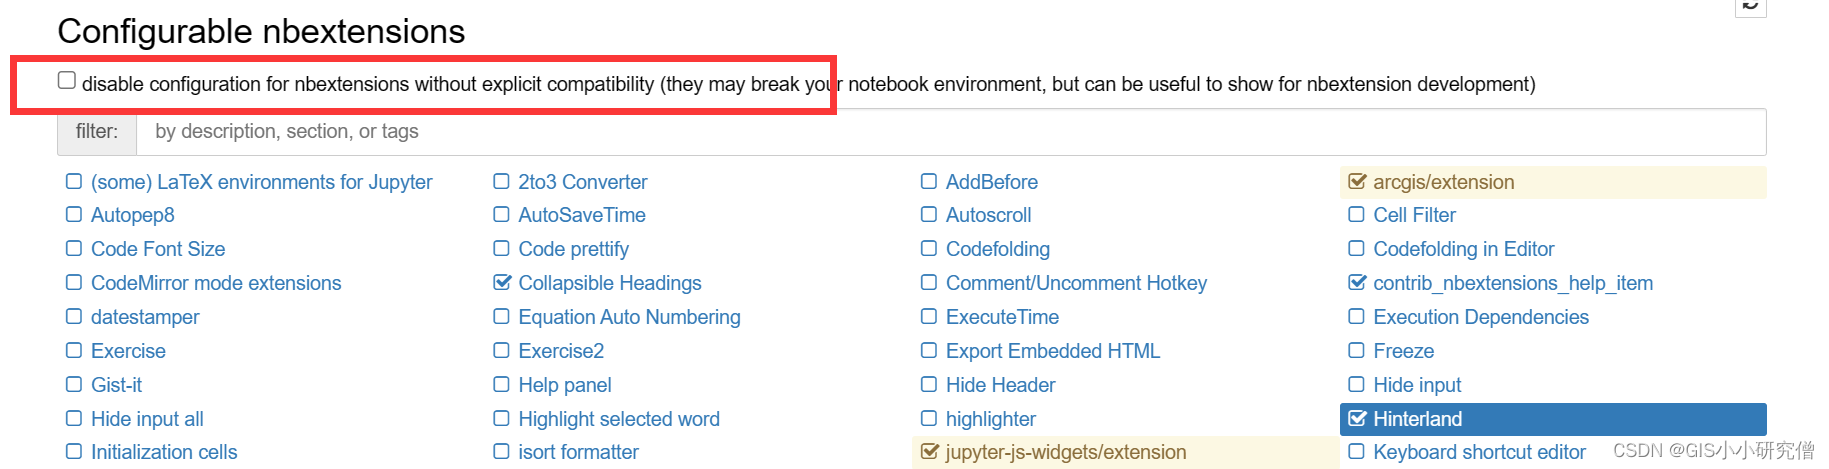 Configurable nbextensions
disable configuration for nbextensions without explicit compatibility (they may break your notebook environment, but can be useful to show for nbextension development)
filter: by description, section, or tags
(some) LaTeX environments for Jupyter 2to3 Converter AddBefore arcgis/extension
Autopep8 AutoSaveTime Autoscroll Cell Filter
Code Font Size Code prettify Codefolding Codefolding in Editor
CodeMirror mode extensions Collapsible Headings Comment/Uncomment Hotkey contrib_nbextensions_help_item
datestamper Equation Auto Numbering ExecuteTime Execution Dependencies
Exercise Exercise2 Export Embedded HTML Freeze
Gist-it Help panel Hide Header Hide input
Hide input all Highlight selected word highlighter Hinterland
Initialization cells isort formatter jupyter-js-widgets/extension Keyboard shortcut editor
CSDN @GIS小小研究僧